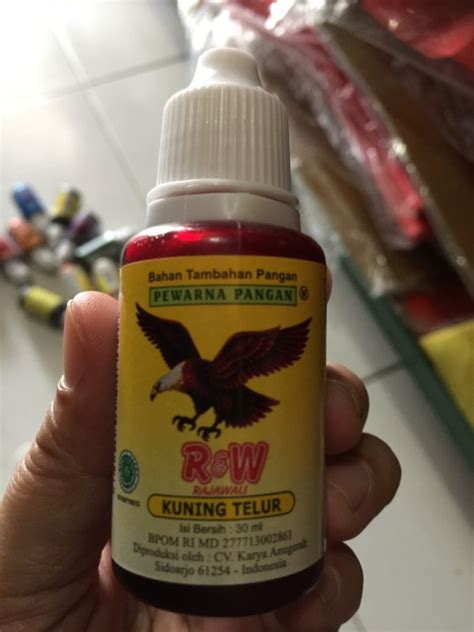 Bahan Tambahan Pangan
PEWARNA PANGAN ®
R&W
RAJAWALI
KUNING TELUR
Isi Bersih : 30 ml
BPOM RI MD 277713002861
Diproduksi oleh : CV. Karya Anugerah
Sidoarjo 61254 - Indonesia